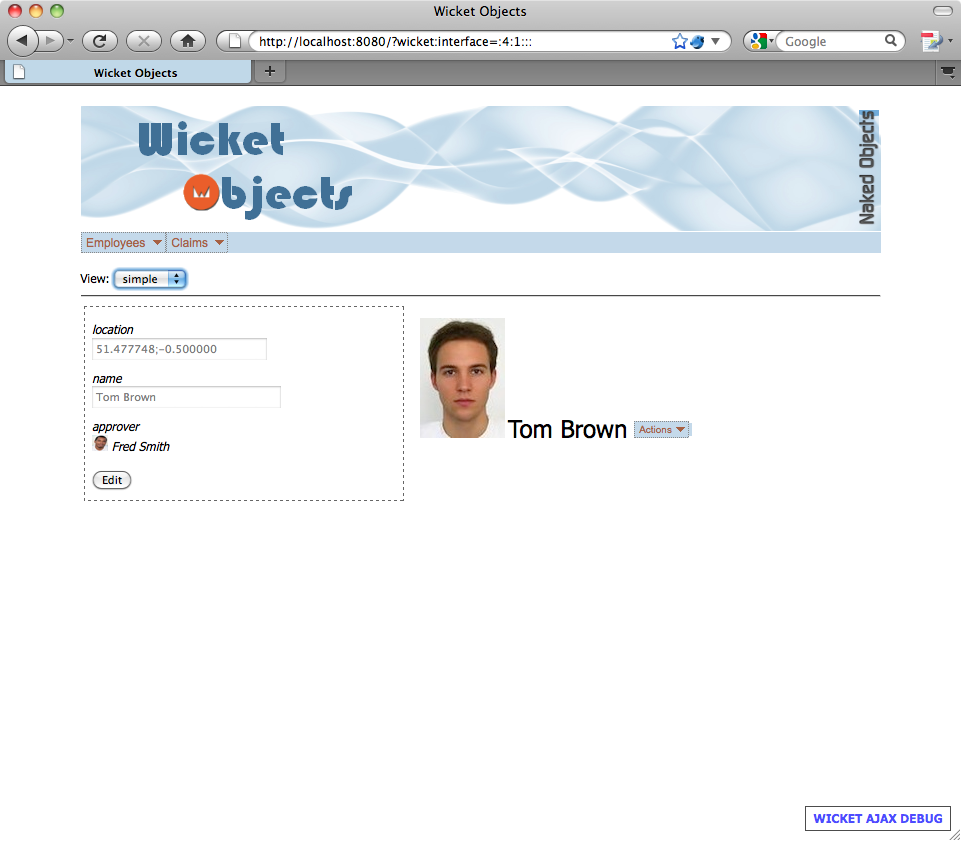 Wicket Objects
http://localhost:8080/?wicket:interface=:4:1:::
Google
Wicket Objects
Wicket
Objects
Naked Objects
Employees
Claims
View: simple
location
51.477748;-0.500000
name
Tom Brown
approver
Fred Smith
Edit
Tom Brown
Actions
WICKET AJAX DEBUG